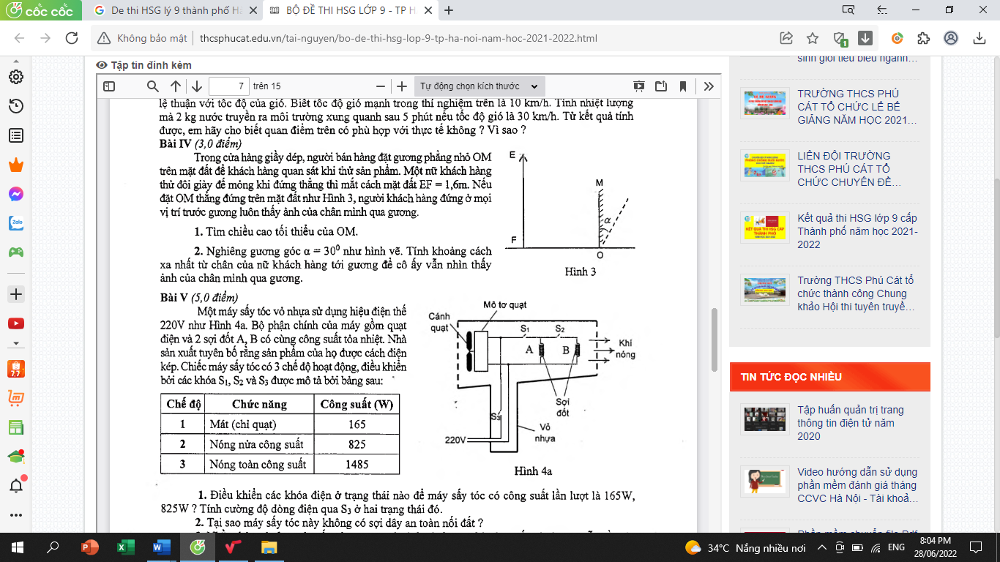 cốc cốc
De thi HSG lý 9 thành phố Hà
BỘ ĐỀ THI HSG LỚP 9 - TP H
Không bảo mật
thcsphucat.edu.vn/tai-nguyen/bo-de-thi-hsg-lop-9-tp-ha-noi-nam-hoc-2021-2022.html
Tập tin đính kèm
7 trên 15
Tự động chọn kích thước
lệ thuận với tốc độ của gió. Biết tốc độ gió mạnh trong thí nghiệm trên là 10 km/h. Tính nhiệt lượng
mà 2 kg nước truyền ra môi trường xung quanh sau 5 phút nếu tốc độ gió là 30 km/h. Từ kết quả tính
được, em hãy cho biết quan điểm trên có phù hợp với thực tế không ? Vì sao ?
Bài IV (3,0 điểm)
Trong cửa hàng giầy dép, người bán hàng đặt gương phẳng nhỏ OM
trên mặt đất để khách hàng quan sát khi thử sản phẩm. Một nữ khách hàng
thử đôi giày đế mỏng khi đứng thẳng thì mắt cách mặt đất EF = 1,6m. Nếu
đặt OM thẳng đứng trên mặt đất như Hình 3, người khách hàng đứng ở mọi
vị trí trước gương luôn thấy ảnh của chân mình qua gương.
1. Tìm chiều cao tối thiểu của OM.
2. Nghiêng gương góc α = 30⁰ như hình vẽ. Tính khoảng cách
xa nhất từ chân của nữ khách hàng tới gương để cô ấy vẫn nhìn thấy
ảnh của chân mình qua gương.
E
M
α
F
O
Hình 3
Bài V (5,0 điểm)
Một máy sấy tóc vỏ nhựa sử dụng hiệu điện thế
220V như Hình 4a. Bộ phận chính của máy gồm quạt
điện và 2 sợi đốt A, B có cùng công suất tỏa nhiệt. Nhà
sản xuất tuyên bố rằng sản phẩm của họ được cách điện
kép. Chiếc máy sấy tóc có 3 chế độ hoạt động, điều khiển
bởi các khóa S₁, S₂ và S₃ được mô tả bởi bảng sau:
Chế độ Chức năng Công suất (W)
1 Mát (chỉ quạt) 165
2 Nóng nửa công suất 825
3 Nóng toàn công suất 1485
Mô tơ quạt
Cánh
quạt
S₁ S₂
A B
Khí
nóng
Sợi
đốt
S₃
Vỏ
nhựa
220V
Hình 4a
1. Điều khiển các khóa điện ở trạng thái nào để máy sấy tóc có công suất lần lượt là 165W,
825W ? Tính cường độ dòng điện qua S₃ ở hai trạng thái đó.
2. Tại sao máy sấy tóc này không có sợi dây an toàn nối đất ?
sinh giỏi tiêu biểu ngành…
TRƯỜNG THCS PHÚ
CÁT TỔ CHỨC LỄ BẾ
GIẢNG NĂM HỌC 2021…
LIÊN ĐỘI TRƯỜNG
THCS PHÚ CÁT TỔ
CHỨC CHUYÊN ĐỀ…
Kết quả thi HSG lớp 9 cấp
Thành phố năm học 2021-
2022
Trường THCS Phú Cát tổ
chức thành công Chung
khảo Hội thi tuyên truyề…
TIN TỨC ĐỌC NHIỀU
Tập huấn quản trị trang
thông tin điện tử năm
2020
Video hướng dẫn sử dụng
phần mềm đánh giá tháng
CCVC Hà Nội - Tài khoả…
34°C Nắng nhiều nơi
ENG
8:04 PM
28/06/2022